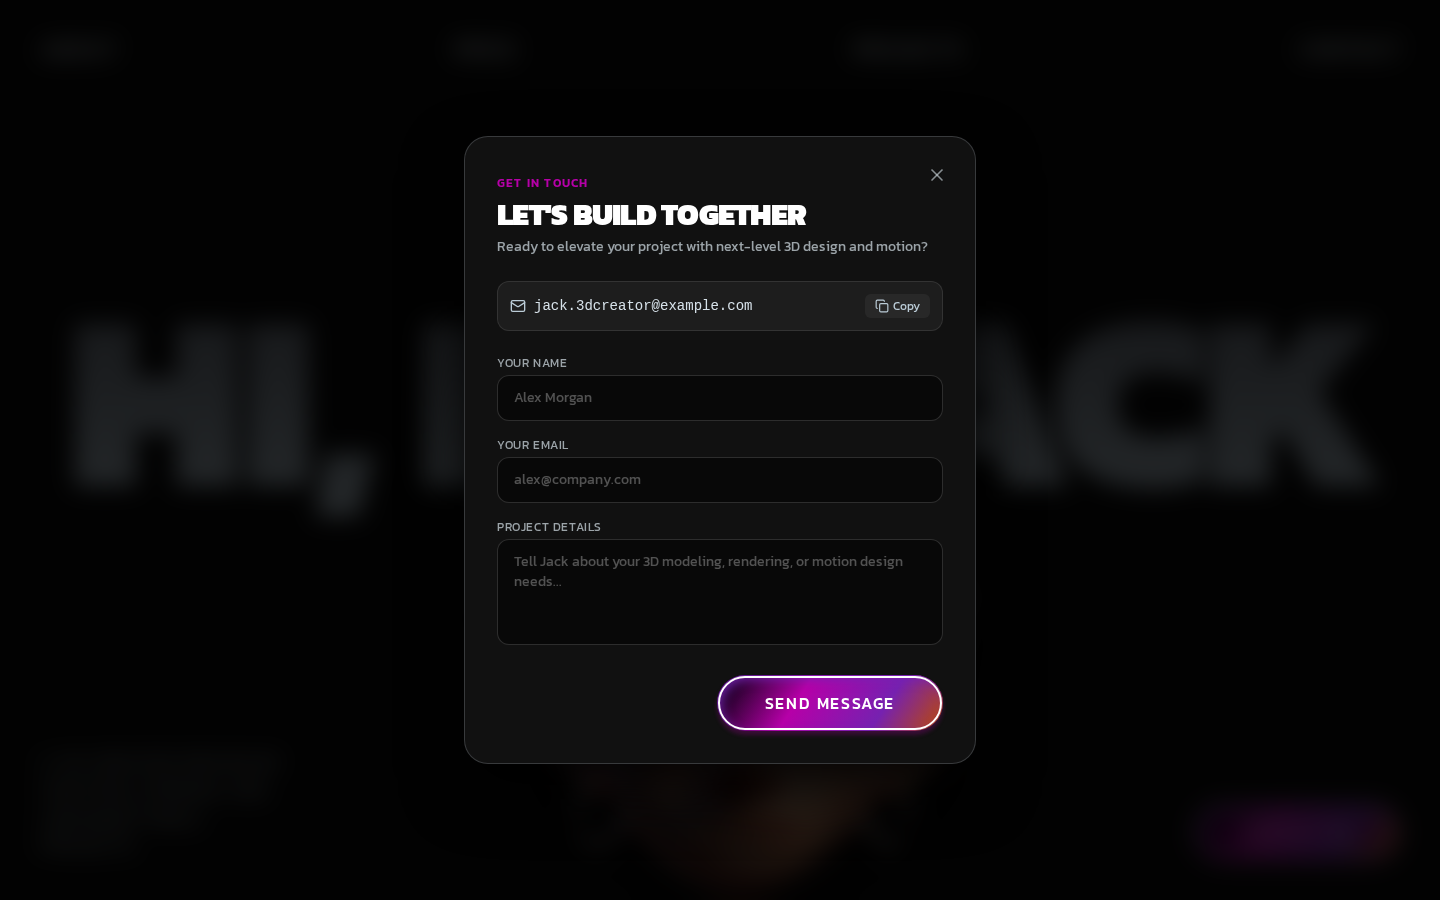 GET IN TOUCH
LET'S BUILD TOGETHER
Ready to elevate your project with next-level 3D design and motion?
jack.3dcreator@example.com
Copy
YOUR NAME
Alex Morgan
YOUR EMAIL
alex@company.com
PROJECT DETAILS
Tell Jack about your 3D modeling, rendering, or motion design
needs...
SEND MESSAGE
HI, I
ACK